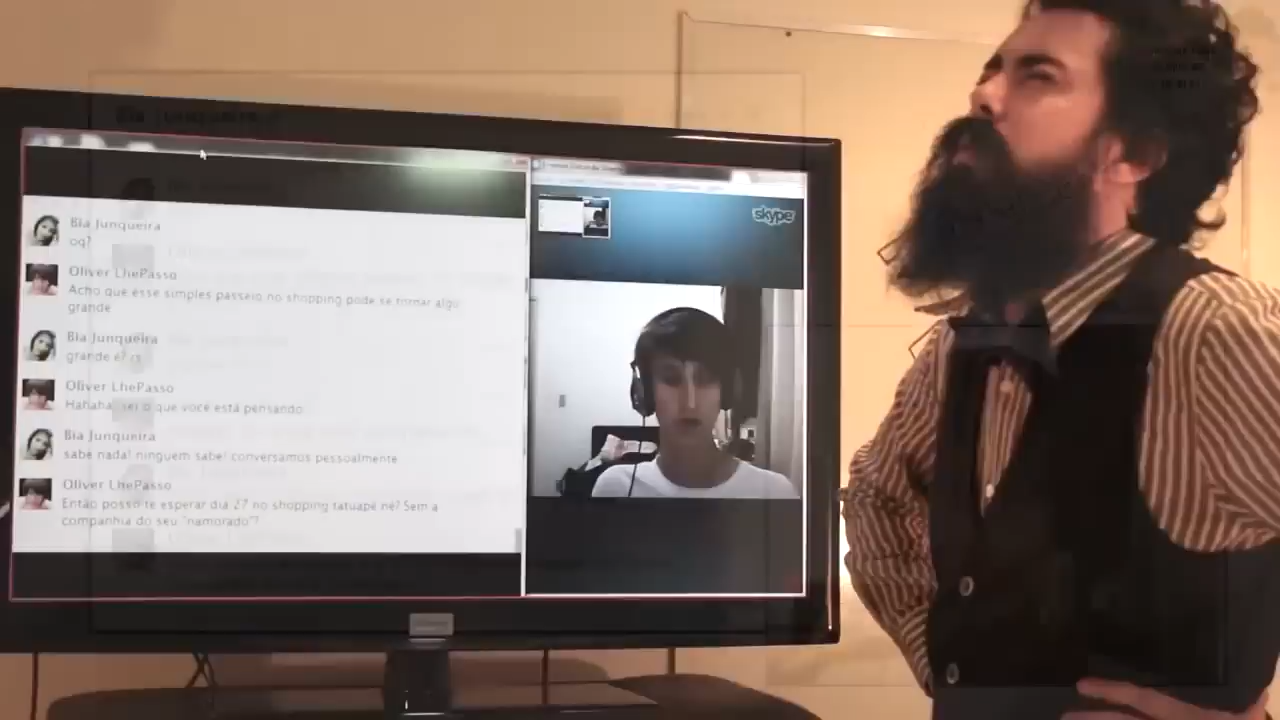 Bia Junqueira
oq?
Oliver LhePasso
Acho que esse simples passeio no shopping pode se tornar algo
grande
Bia Junqueira
grande é? rs
Oliver LhePasso
Hahaha, sei o que você está pensando
Bia Junqueira
sabe nada! ninguem sabe! conversamos pessoalmente
Oliver LhePasso
Então posso te esperar dia 27 no shopping tatuapé né? Sem a
companhia do seu "namorado"?
skype